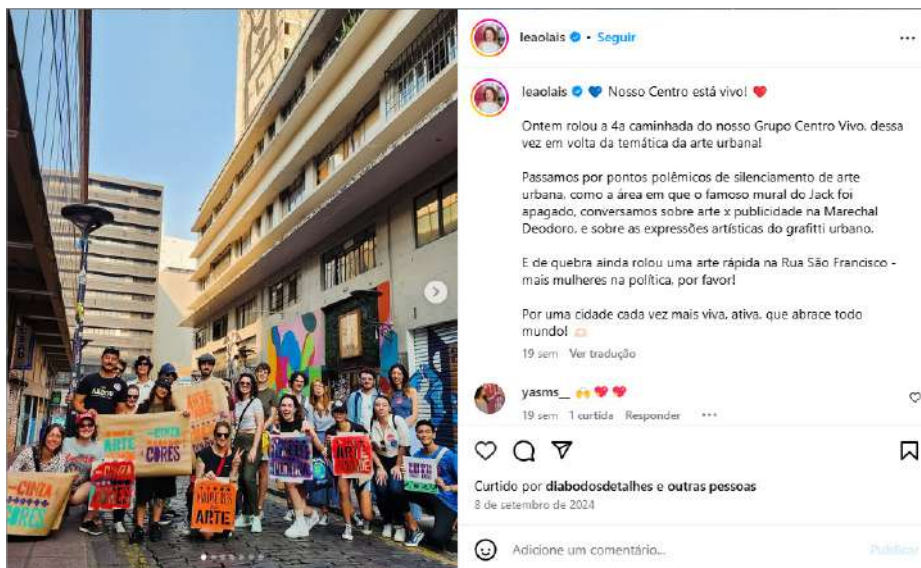 leaolais • Seguir
leaolais 💙 Nosso Centro está vivo! ❤️
Ontem rolou a 4a caminhada do nosso Grupo Centro Vivo, dessa
vez em volta da temática da arte urbana!
Passamos por pontos polêmicos de silenciamento de arte
urbana, como a área em que o famoso mural do Jack foi
apagado, conversamos sobre arte x publicidade na Marechal
Deodoro, e sobre as expressões artísticas do grafitti urbano.
E de quebra ainda rolou uma arte rápida na Rua São Francisco -
mais mulheres na política, por favor!
Por uma cidade cada vez mais viva, ativa, que abrace todo
mundo! 🫶🏻
19 sem Ver tradução
yasms__ 🙌 💖 💖
19 sem 1 curtida Responder
Curtido por diabodosdetalhes e outras pessoas
8 de setembro de 2024
Adicione um comentário...
Publicar
ARTE
-CINZA
CORES
ARTE
-CINZA
CORES
ARTE
ARTE